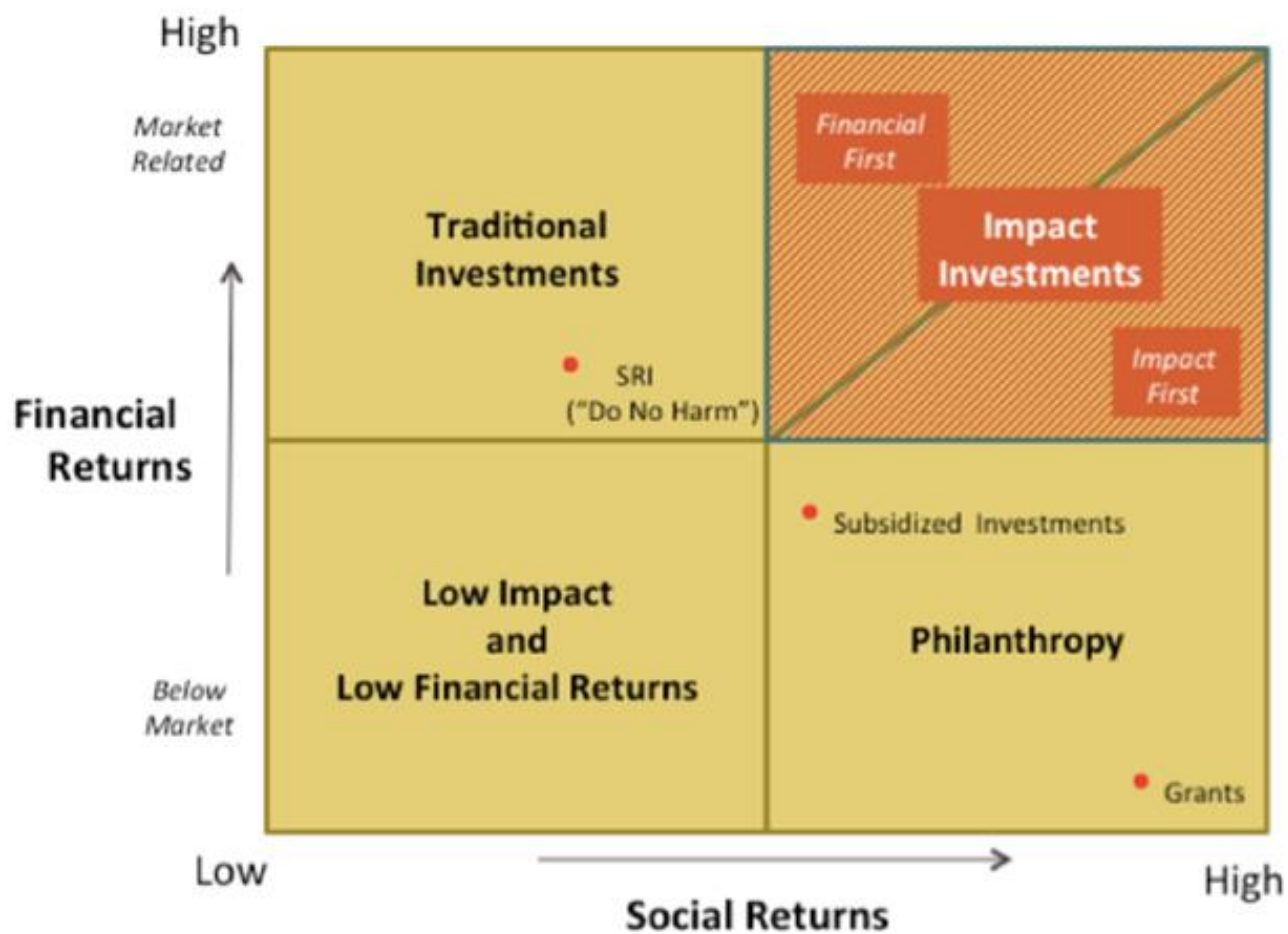 High
Market
Related
Financial
Returns
Below
Market
Low
Traditional
Investments
SRI
(“Do No Harm”)
Financial
First
Impact
Investments
Impact
First
Low Impact
and
Low Financial Returns
Subsidized Investments
Philanthropy
Grants
High
Social Returns